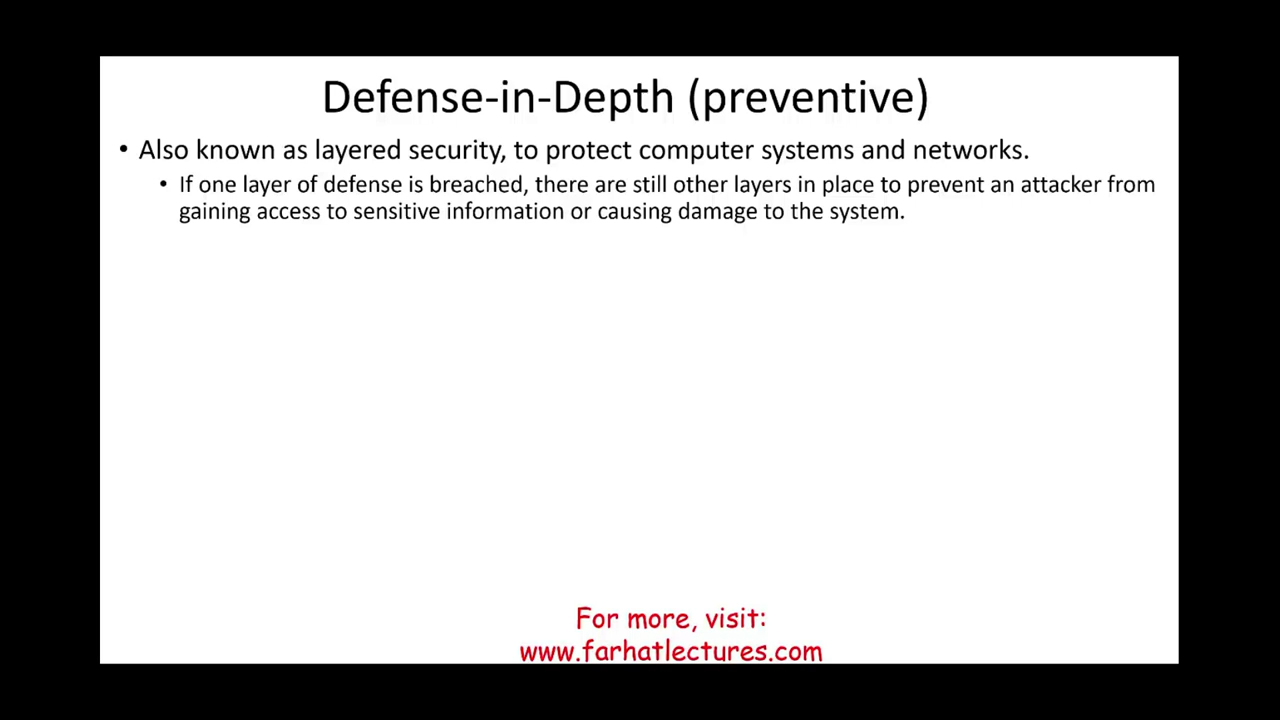 Defense-in-Depth (preventive)
• Also known as layered security, to protect computer systems and networks.
• If one layer of defense is breached, there are still other layers in place to prevent an attacker from
gaining access to sensitive information or causing damage to the system.
For more, visit:
www.farhatlectures.com